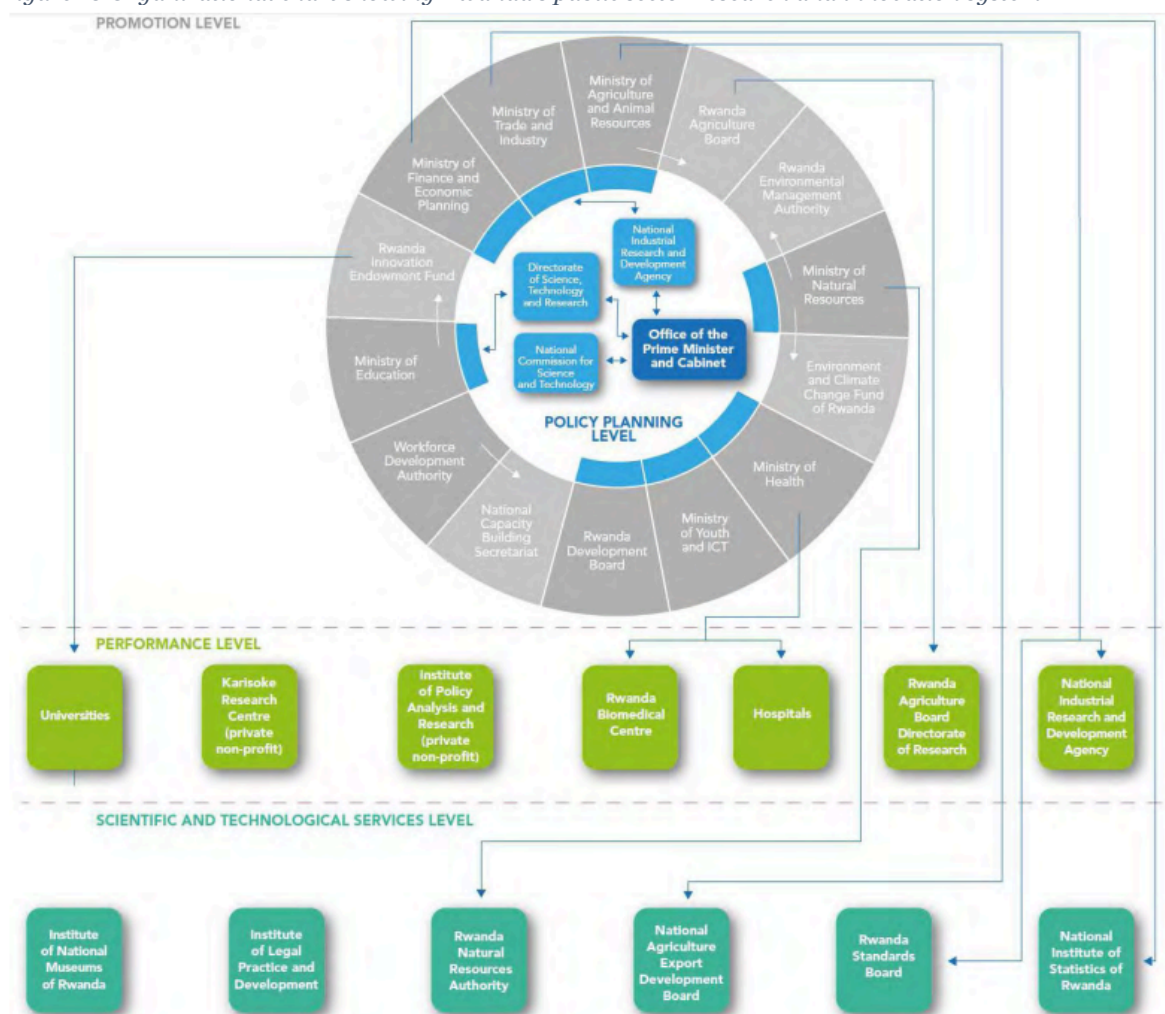 PROMOTION LEVEL
Ministry of
Agriculture
and Animal
Resources
Ministry of
Trade and
Industry
Rwanda
Agriculture
Board
Ministry of
Finance and
Economic
Planning
Rwanda
Environmental
Management
Authority
Rwanda
Innovation
Endowment Fund
National
Industrial
Research and
Development
Agency
Directorate
of Science,
Technology
and Research
Ministry of
Natural
Resources
Office of the
Prime Minister
and Cabinet
National
Commission for
Science
and Technology
Ministry of
Education
Environment
and Climate
Change Fund
of Rwanda
POLICY PLANNING
LEVEL
Workforce
Development
Authority
Ministry of
Health
National
Capacity
Building
Secretariat
Rwanda
Development
Board
Ministry
of Youth
and ICT
PERFORMANCE LEVEL
Universities
Karisoke
Research
Centre
(private
non-profit)
Institute
of Policy
Analysis and
Research
(private
non-profit)
Rwanda
Biomedical
Centre
Hospitals
Rwanda
Agriculture
Board
Directorate
of Research
National
Industrial
Research and
Development
Agency
SCIENTIFIC AND TECHNOLOGICAL SERVICES LEVEL
Institute
of National
Museums
of Rwanda
Institute
of Legal
Practice and
Development
Rwanda
Natural
Resources
Authority
National
Agriculture
Export
Development
Board
Rwanda
Standards
Board
National
Institute of
Statistics of
Rwanda